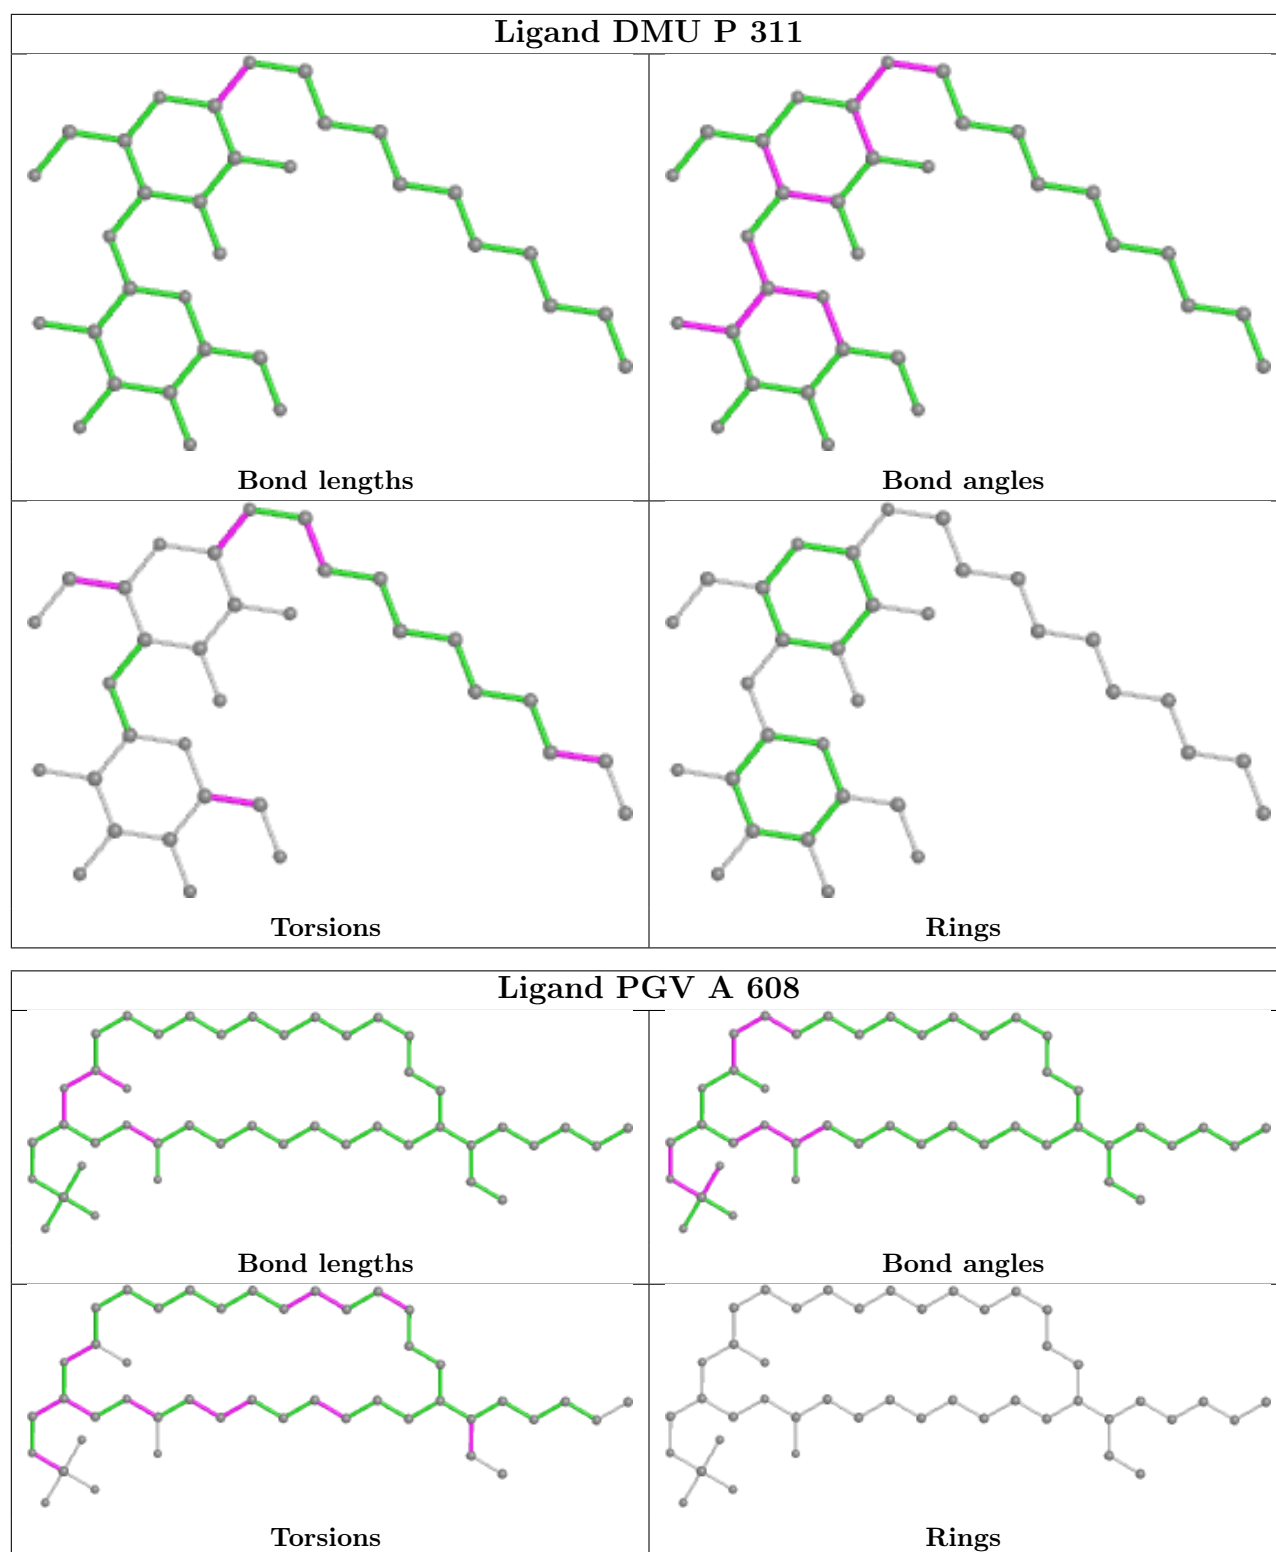 Ligand DMU P 311
Bond lengths
Bond angles
Torsions
Rings
Ligand PGV A 608
Bond lengths
Bond angles
Torsions
Rings